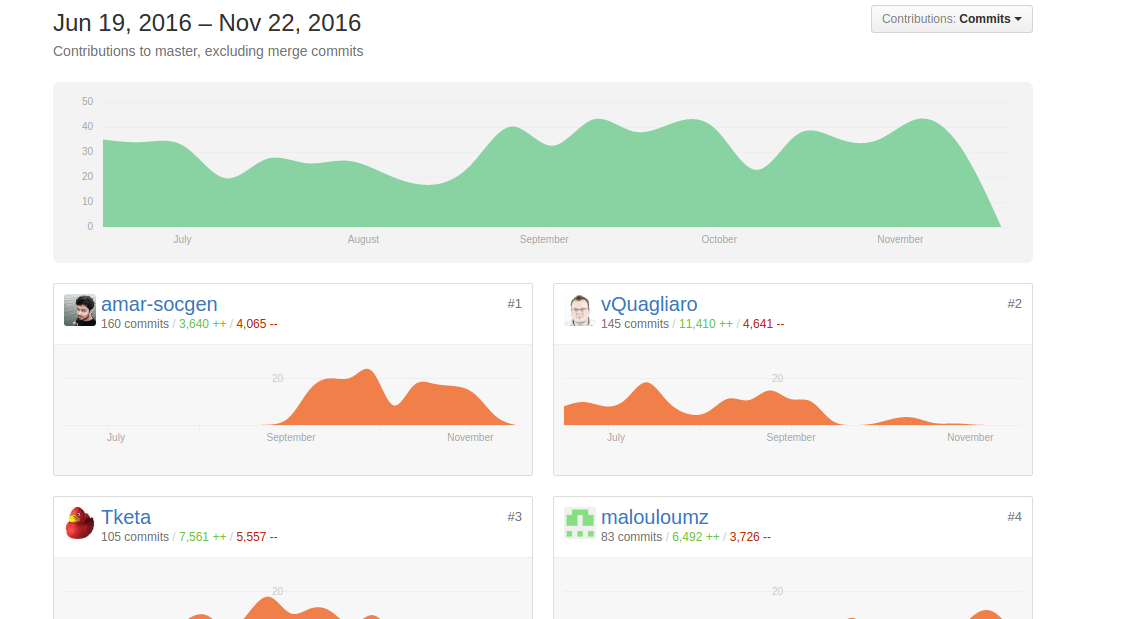 Jun 19, 2016 – Nov 22, 2016
Contributions: Commits
Contributions to master, excluding merge commits
50
40
30
20
10
0
July August September October November
amar-socgen #1
160 commits / 3,640 ++ / 4,065 --
20
July September November
vQuagliaro #2
145 commits / 11,410 ++ / 4,641 --
20
July September November
Tketa #3
105 commits / 7,561 ++ / 5,557 --
20
malouloumz #4
83 commits / 6,492 ++ / 3,726 --
20